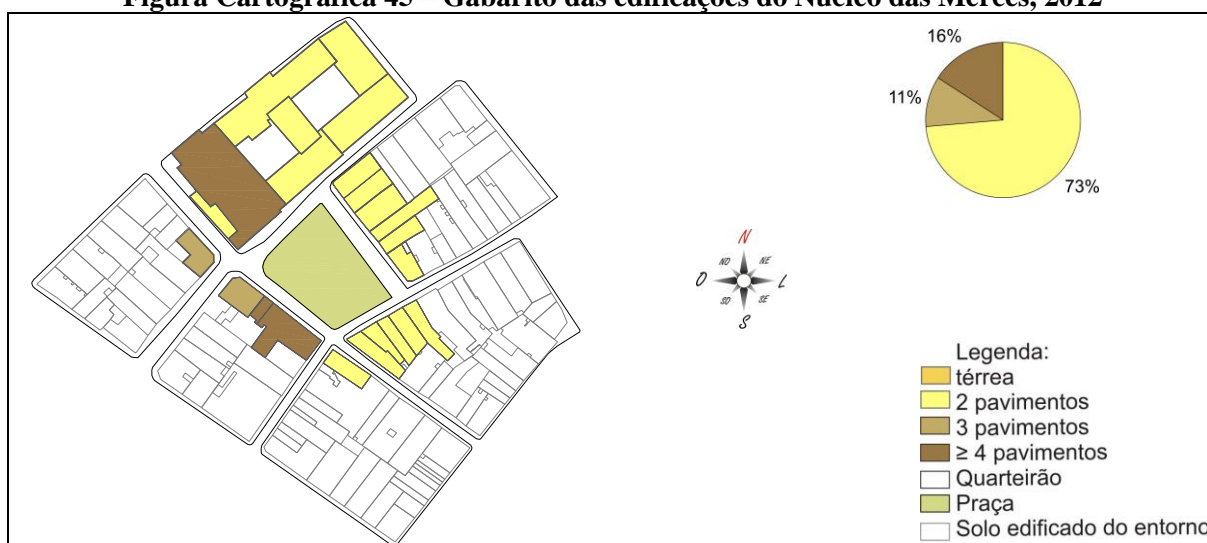 Figura Cartográfica 45 – Gabarito das edificações do Núcleo das Mercês, 2012
16%
11%
73%
N
NO NE
O L
SO SE
S
Legenda:
térrea
2 pavimentos
3 pavimentos
≥ 4 pavimentos
Quarteirão
Praça
Solo edificado do entorno